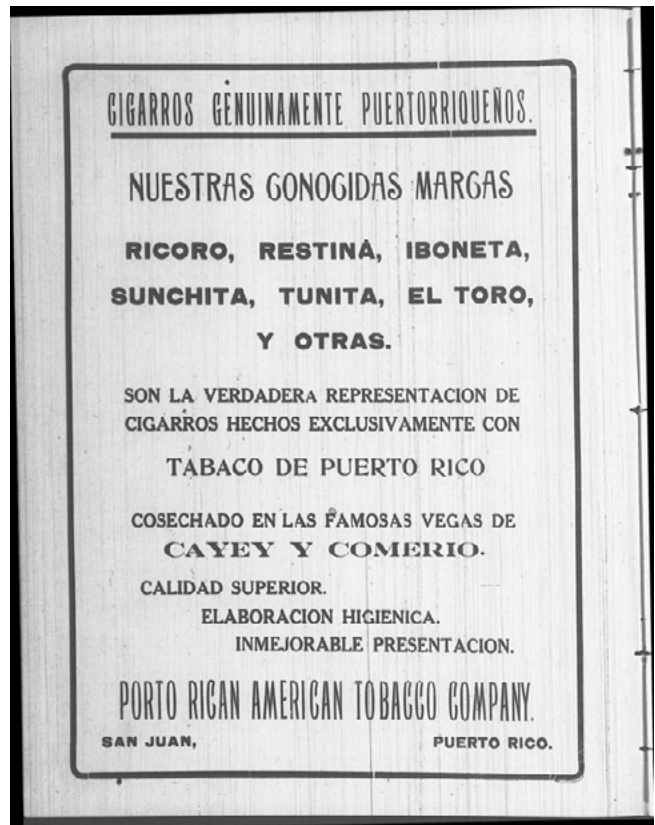 CIGARROS GENUINAMENTE PUERTORRIQUEÑOS.
NUESTRAS CONOCIDAS MARCAS
RICORO, RESTINA, IBONETA,
SUNCHITA, TUNITA, EL TORO,
Y OTRAS.
SON LA VERDADERA REPRESENTACION DE
CIGARROS HECHOS EXCLUSIVAMENTE CON
TABACO DE PUERTO RICO
COSECHADO EN LAS FAMOSAS VEGAS DE
CAYEY Y COMERIO.
CALIDAD SUPERIOR.
ELABORACION HIGIENICA.
INMEJORABLE PRESENTACION.
PORTO RICAN AMERICAN TOBACCO COMPANY.
SAN JUAN, PUERTO RICO.